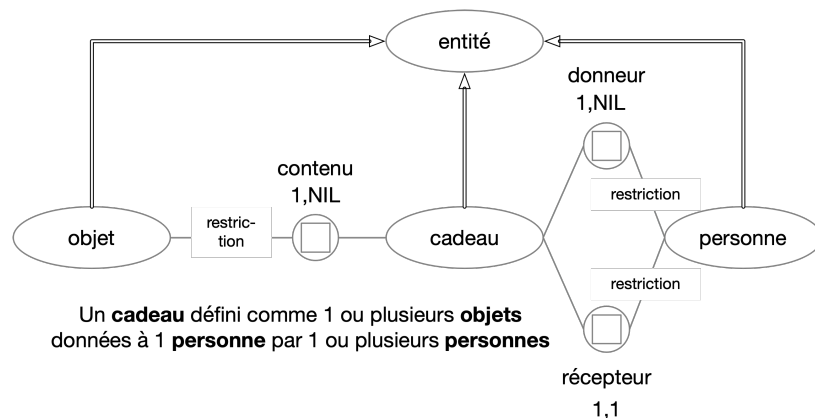 entité
donneur
1,NIL
contenu
1,NIL
restriction
restric-
tion
objet
cadeau
personne
restriction
Un cadeau défini comme 1 ou plusieurs objets
données à 1 personne par 1 ou plusieurs personnes
récepteur
1,1